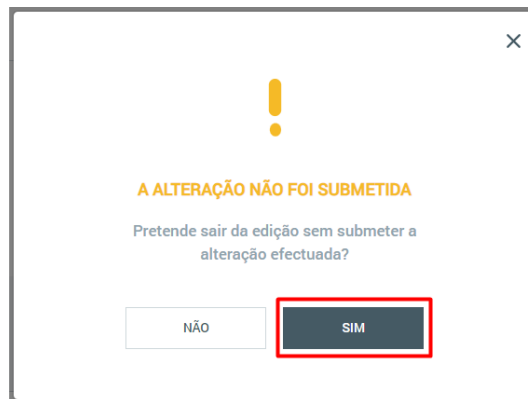 A ALTERAÇÃO NÃO FOI SUBMETIDA
Pretende sair da edição sem submeter a
alteração efectuada?
NÃO
SIM